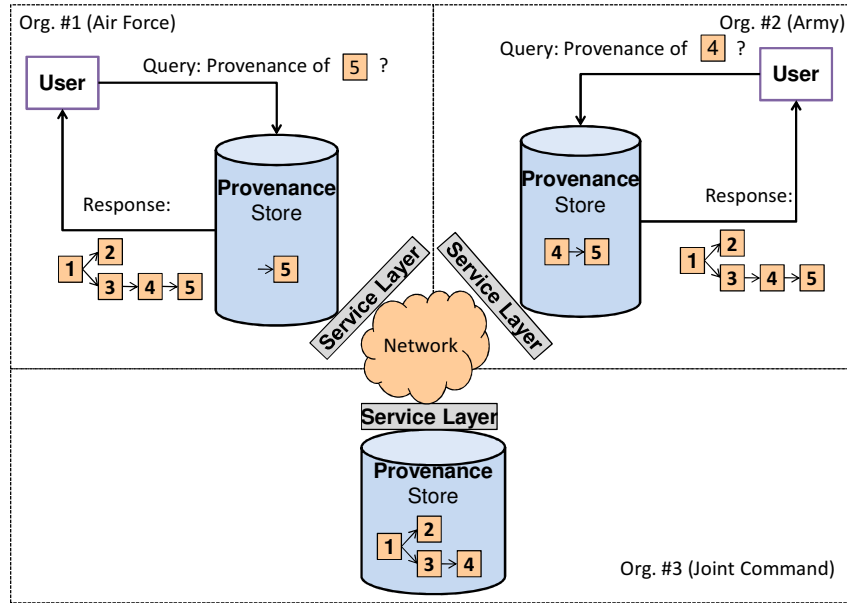 Org. #1 (Air Force)
User
Query: Provenance of 5 ?
Provenance
Store
5
Response:
1
2
3 4 5
Service Layer
Org. #2 (Army)
Query: Provenance of 4 ?
User
Provenance
Store
4 5
Response:
1
2
3 4 5
Service Layer
Network
Service Layer
Provenance
Store
1
2
3 4
Org. #3 (Joint Command)